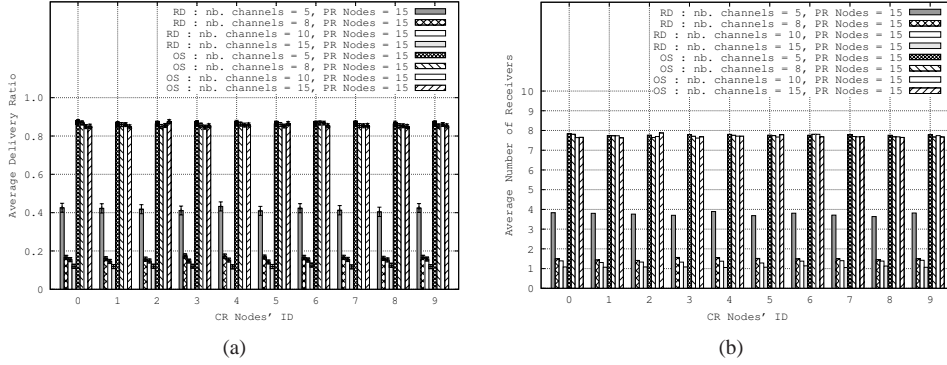 RD : nb. channels = 5, PR Nodes = 15
RD : nb. channels = 8, PR Nodes = 15
RD : nb. channels = 10, PR Nodes = 15
RD : nb. channels = 15, PR Nodes = 15
OS : nb. channels = 5, PR Nodes = 15
OS : nb. channels = 8, PR Nodes = 15
OS : nb. channels = 10, PR Nodes = 15
OS : nb. channels = 15, PR Nodes = 15
Average Delivery Ratio
1.0
0.8
0.6
0.4
0.2
0
0 1 2 3 4 5 6 7 8 9
CR Nodes' ID
(a)
RD : nb. channels = 5, PR Nodes = 15
RD : nb. channels = 8, PR Nodes = 15
RD : nb. channels = 10, PR Nodes = 15
RD : nb. channels = 15, PR Nodes = 15
OS : nb. channels = 5, PR Nodes = 15
OS : nb. channels = 8, PR Nodes = 15
OS : nb. channels = 10, PR Nodes = 15
OS : nb. channels = 15, PR Nodes = 15
Average Number of Receivers
10
9
8
7
6
5
4
3
2
1
0
0 1 2 3 4 5 6 7 8 9
CR Nodes' ID
(b)